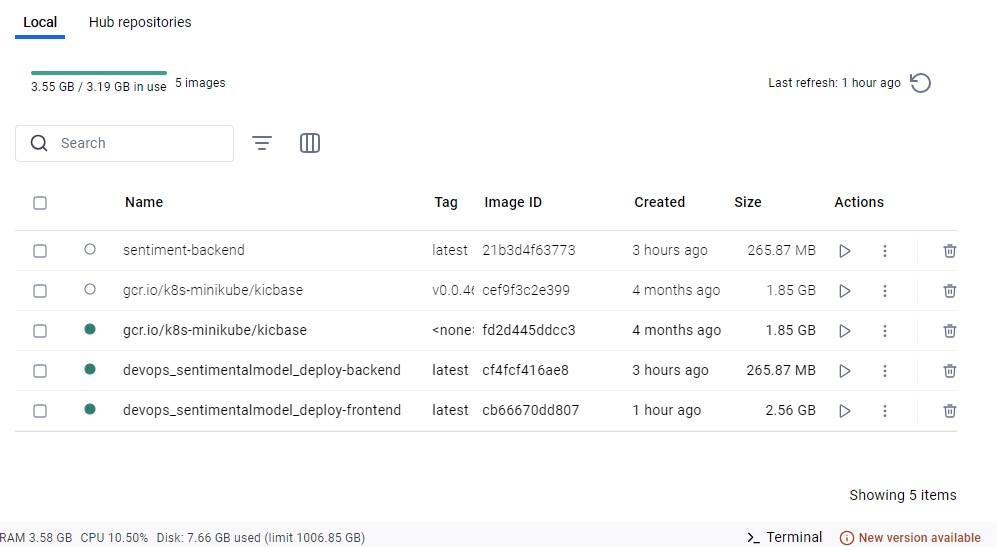 Local Hub repositories
3.55 GB / 3.19 GB in use 5 images Last refresh: 1 hour ago
Search
Name Tag Image ID Created Size Actions
sentiment-backend latest 21b3d4f63773 3 hours ago 265.87 MB
gcr.io/k8s-minikube/kicbase v0.0.46 cef9f3c2e399 4 months ago 1.85 GB
gcr.io/k8s-minikube/kicbase <none> fd2d445ddcc3 4 months ago 1.85 GB
devops_sentimentalmodel_deploy-backend latest cf4fcf416ae8 3 hours ago 265.87 MB
devops_sentimentalmodel_deploy-frontend latest cb66670dd807 1 hour ago 2.56 GB
Showing 5 items
RAM 3.58 GB CPU 10.50% Disk: 7.66 GB used (limit 1006.85 GB) Terminal New version available